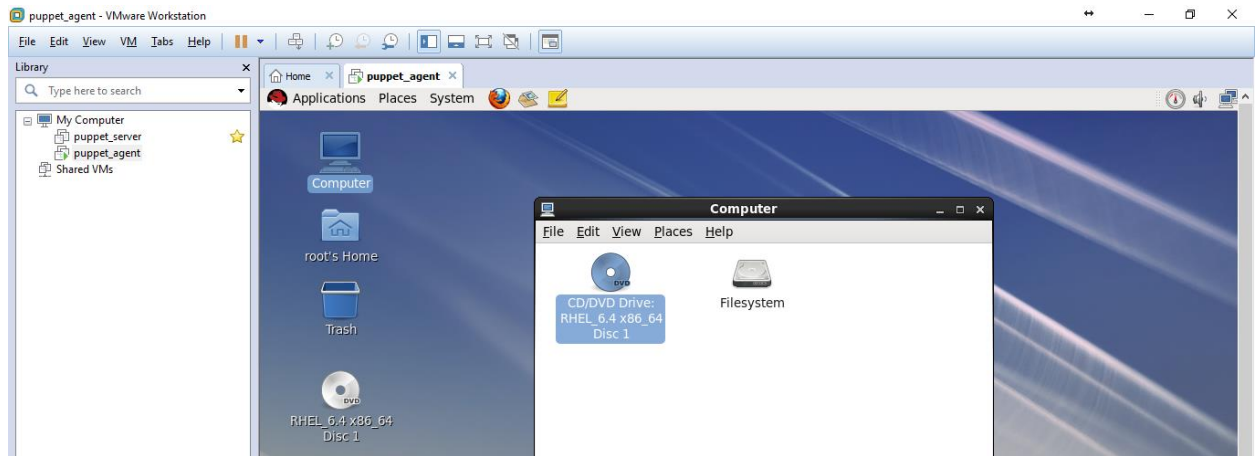 puppet_agent - VMware Workstation
File Edit View VM Tabs Help
Library
Type here to search
My Computer
puppet_server
puppet_agent
Shared VMs
Home
puppet_agent
Applications Places System
Computer
root's Home
Trash
DVD
RHEL_6.4 x86_64
Disc 1
Computer
File Edit View Places Help
DVD
CD/DVD Drive:
RHEL_6.4 x86_64
Disc 1
Filesystem